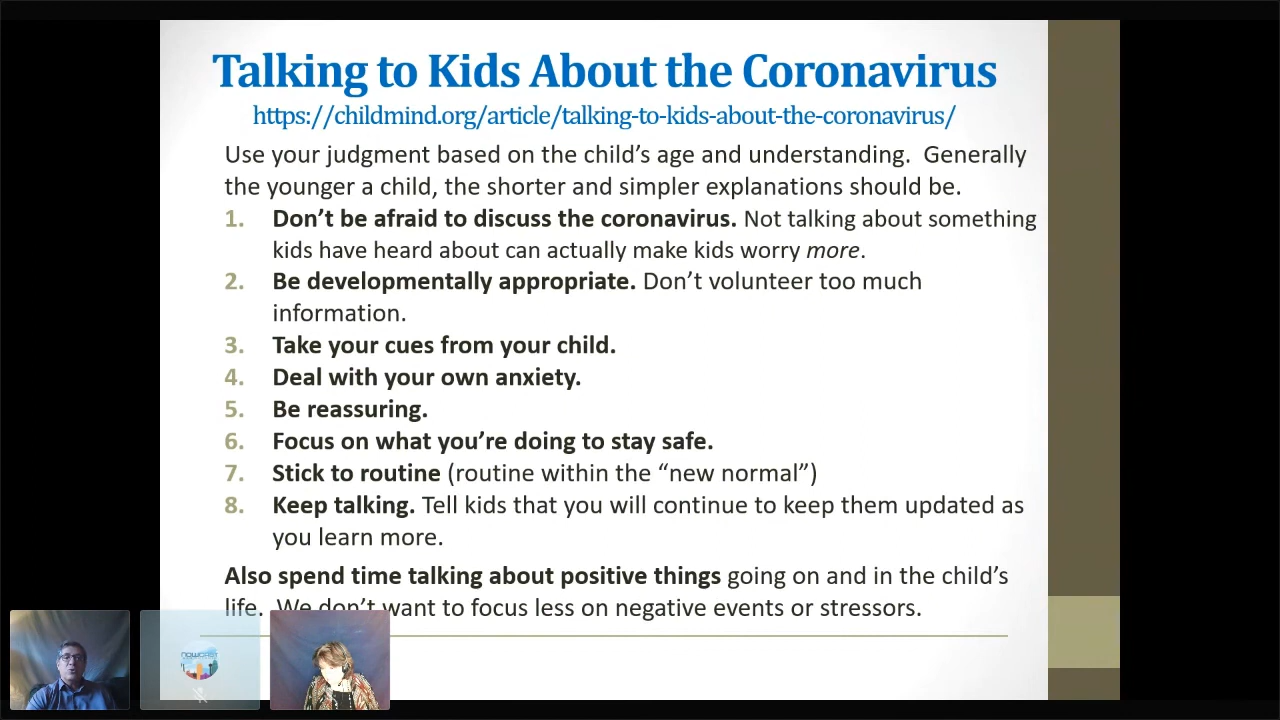 Talking to Kids About the Coronavirus
https://childmind.org/article/talking-to-kids-about-the-coronavirus/
Use your judgment based on the child’s age and understanding.  Generally
the younger a child, the shorter and simpler explanations should be.
1. Don’t be afraid to discuss the coronavirus. Not talking about something
kids have heard about can actually make kids worry more.
2. Be developmentally appropriate. Don’t volunteer too much
information.
3. Take your cues from your child.
4. Deal with your own anxiety.
5. Be reassuring.
6. Focus on what you’re doing to stay safe.
7. Stick to routine (routine within the “new normal”)
8. Keep talking. Tell kids that you will continue to keep them updated as
you learn more.
Also spend time talking about positive things going on and in the child’s
life.  We don’t want to focus less on negative events or stressors.
NOWCAST